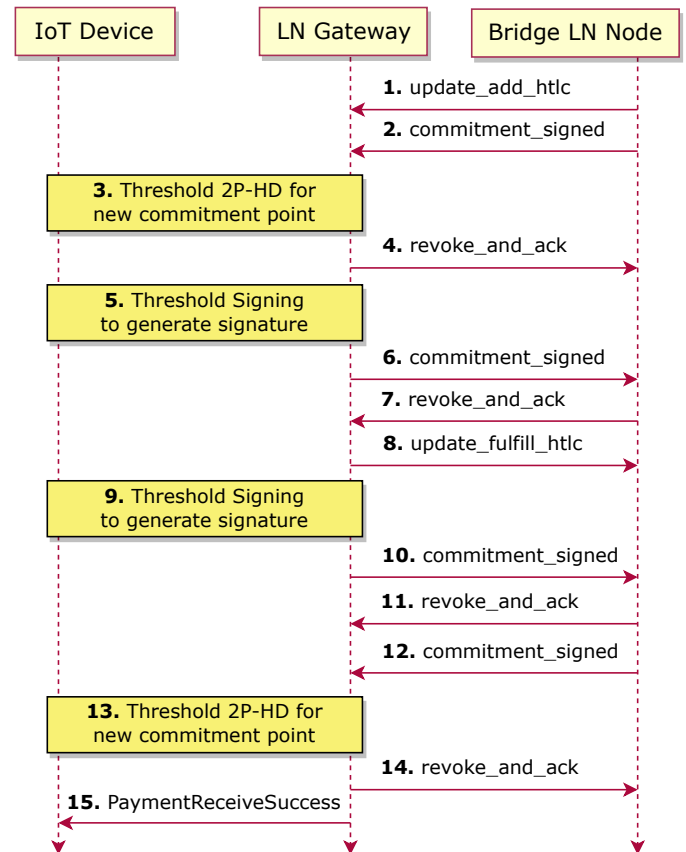 IoT Device
LN Gateway
Bridge LN Node
1. update_add_htlc
2. commitment_signed
3. Threshold 2P-HD for
new commitment point
4. revoke_and_ack
5. Threshold Signing
to generate signature
6. commitment_signed
7. revoke_and_ack
8. update_fulfill_htlc
9. Threshold Signing
to generate signature
10. commitment_signed
11. revoke_and_ack
12. commitment_signed
13. Threshold 2P-HD for
new commitment point
14. revoke_and_ack
15. PaymentReceiveSuccess